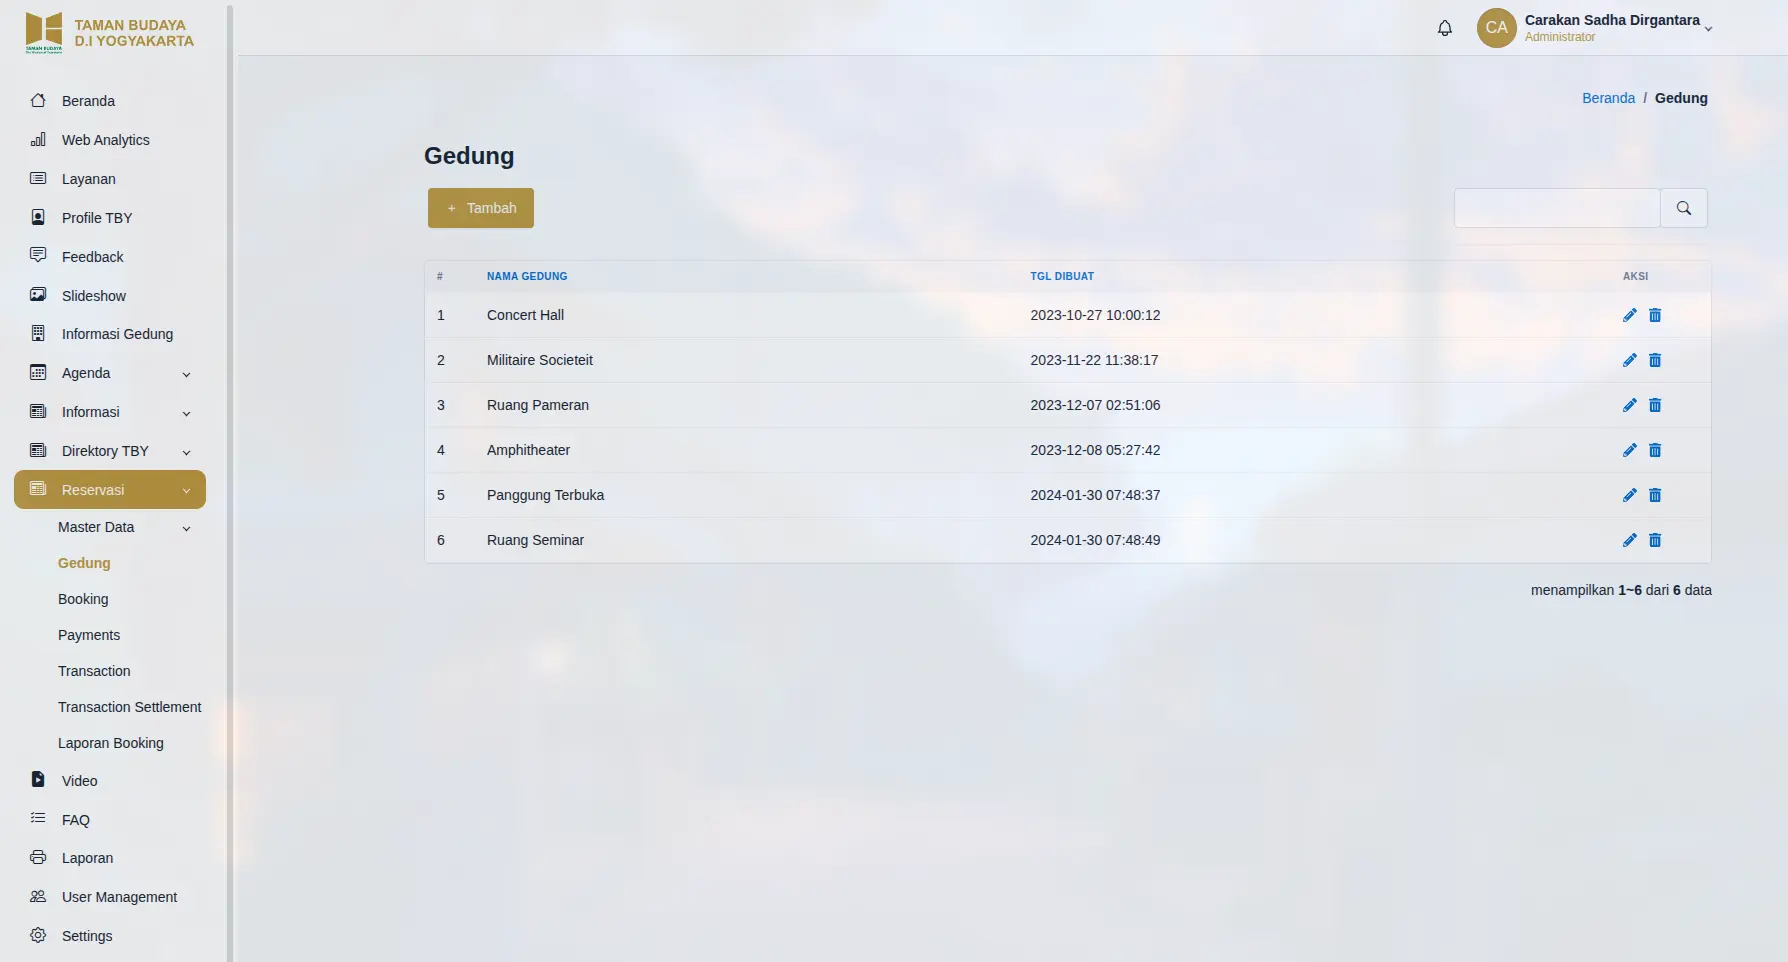 TAMAN BUDAYA
D.I YOGYAKARTA
TAMAN BUDAYA
CA
Carakan Sadha Dirgantara
Administrator
Beranda
Web Analytics
Layanan
Profile TBY
Feedback
Slideshow
Informasi Gedung
Agenda
Informasi
Direktory TBY
Reservasi
Master Data
Gedung
Booking
Payments
Transaction
Transaction Settlement
Laporan Booking
Video
FAQ
Laporan
User Management
Settings
Beranda / Gedung
Gedung
+ Tambah
# NAMA GEDUNG TGL DIBUAT AKSI
1 Concert Hall 2023-10-27 10:00:12
2 Militaire Societeit 2023-11-22 11:38:17
3 Ruang Pameran 2023-12-07 02:51:06
4 Amphitheater 2023-12-08 05:27:42
5 Panggung Terbuka 2024-01-30 07:48:37
6 Ruang Seminar 2024-01-30 07:48:49
menampilkan 1~6 dari 6 data